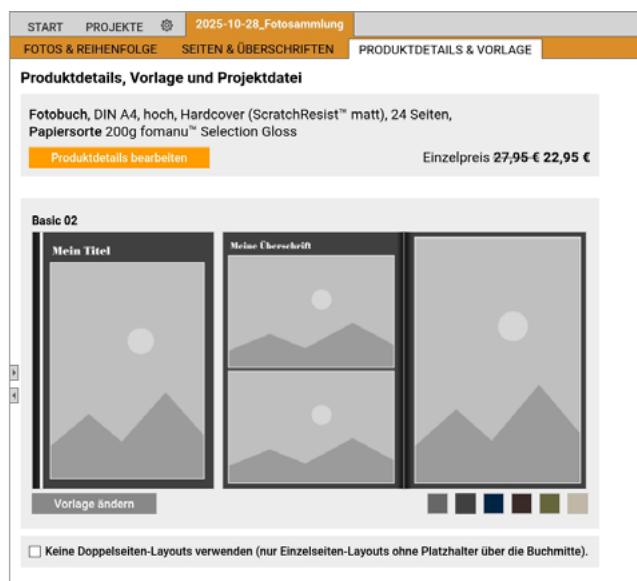 START PROJEKTE 2025-10-28_Fotosammlung
FOTOS & REIHENFOLGE SEITEN & ÜBERSCHRIFTEN PRODUKTDETAILS & VORLAGE
Produktdetails, Vorlage und Projektdatei
Fotobuch, DIN A4, hoch, Hardcover (ScratchResist™ matt), 24 Seiten,
Papiersorte 200g fomanu™ Selection Gloss
Produktdetails bearbeiten Einzelpreis 27,95 € 22,95 €
Basic 02
Mein Titel
Meine Überschrift
Vorlage ändern
Keine Doppelseiten-Layouts verwenden (nur Einzelseiten-Layouts ohne Platzhalter über die Buchmitte).